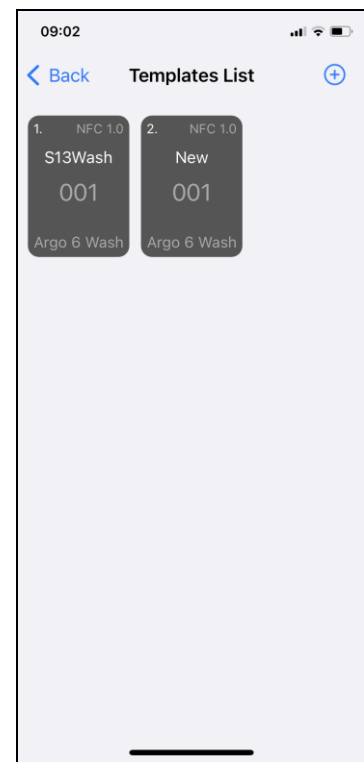 09:02
Back Templates List
1. NFC 1.0
S13Wash
001
Argo 6 Wash
2. NFC 1.0
New
001
Argo 6 Wash